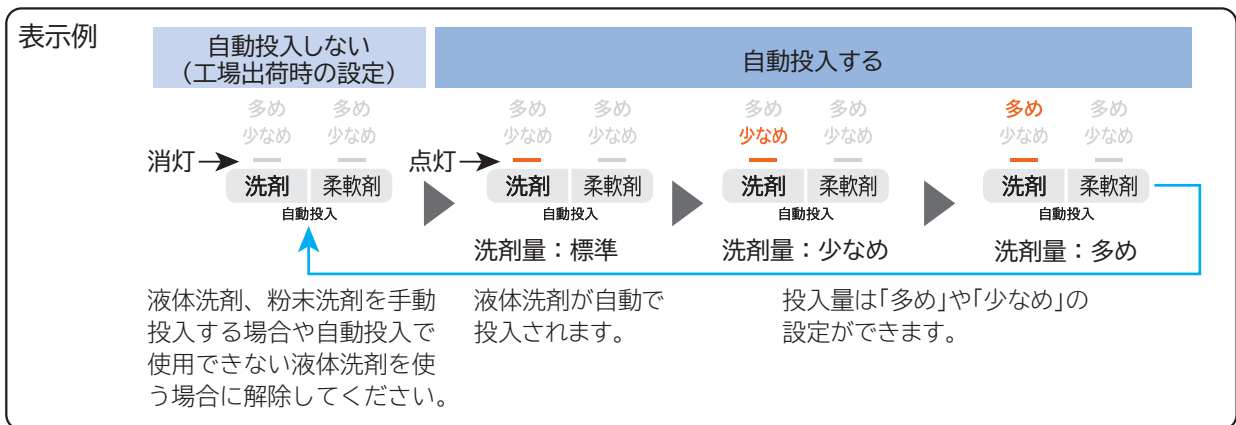 表示例
自動投入しない
（工場出荷時の設定）
自動投入する
多め 多め
少なめ 少なめ
消灯
洗剤 柔軟剤
自動投入
多め 多め
少なめ 少なめ
点灯
洗剤 柔軟剤
自動投入
洗剤量：標準
多め 多め
少なめ 少なめ
洗剤 柔軟剤
自動投入
洗剤量：少なめ
多め 多め
少なめ 少なめ
洗剤 柔軟剤
自動投入
洗剤量：多め
液体洗剤、粉末洗剤を手動
投入する場合や自動投入で
使用できない液体洗剤を使
う場合に解除してください。
液体洗剤が自動で
投入されます。
投入量は「多め」や「少なめ」の
設定ができます。